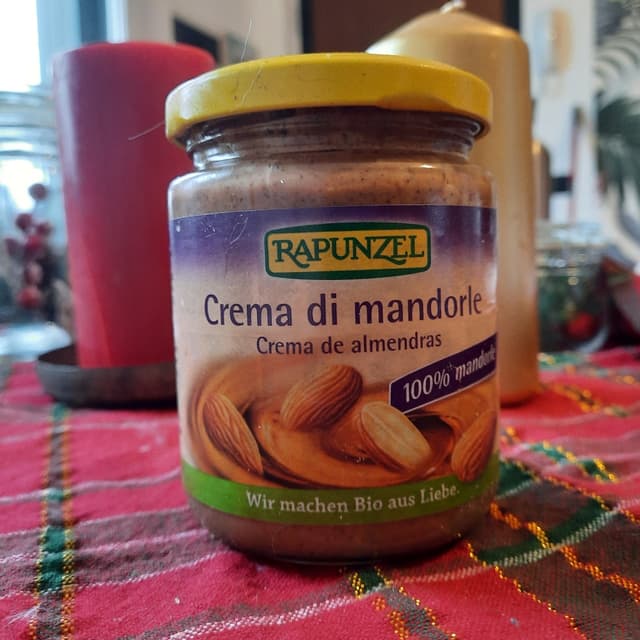 RAPUNZEL
Crema di mandorle
Crema de almendras
100% mandorle
Wir machen Bio aus Liebe.